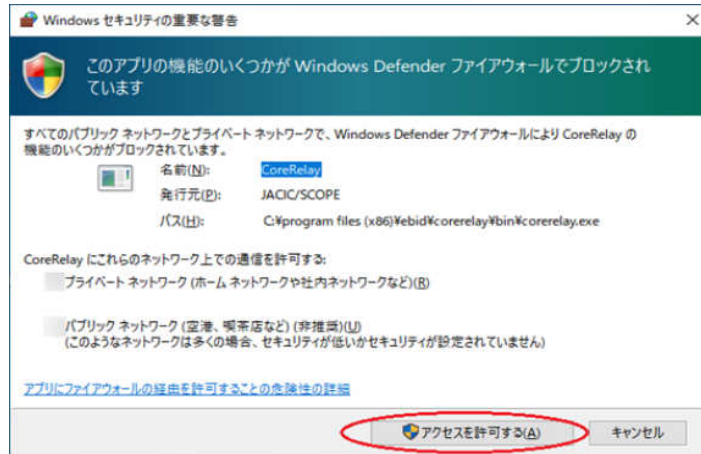 Windows セキュリティの重要な警告
このアプリの機能のいくつかが Windows Defender ファイアウォールでブロックされ
ています
すべてのパブリック ネットワークとプライベート ネットワークで、Windows Defender ファイアウォールにより CoreRelay の
機能のいくつかがブロックされています。
名前(N): CoreRelay
発行元(P): JACIC/SCOPE
パス(H): C:¥program files (x86)¥ebid¥corerelay¥bin¥corerelay.exe
CoreRelay にこれらのネットワーク上での通信を許可する:
プライベート ネットワーク (ホーム ネットワークや社内ネットワークなど)(R)
パブリック ネットワーク (空港、喫茶店など) (非推奨)(U)
(このようなネットワークは多くの場合、セキュリティが低いかセキュリティが設定されていません)
アプリにファイアウォールの経由を許可することの危険性の詳細
アクセスを許可する(A) キャンセル